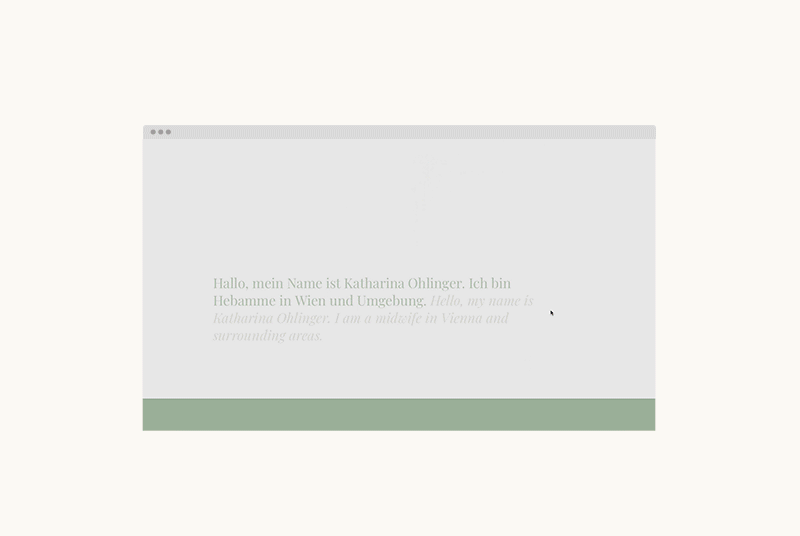 Hallo, mein Name ist Katharina Ohlinger. Ich bin
Hebamme in Wien und Umgebung. Hello, my name is
Katharina Ohlinger. I am a midwife in Vienna and
surrounding areas.